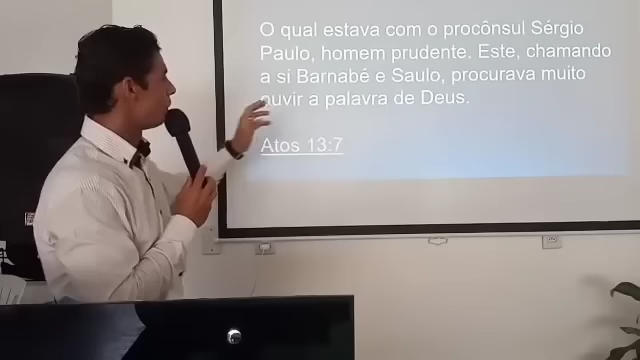 O qual estava com o procônsul Sérgio
Paulo, homem prudente. Este, chamando
a si Barnabé e Saulo, procurava muito
ouvir a palavra de Deus.
Atos 13:7